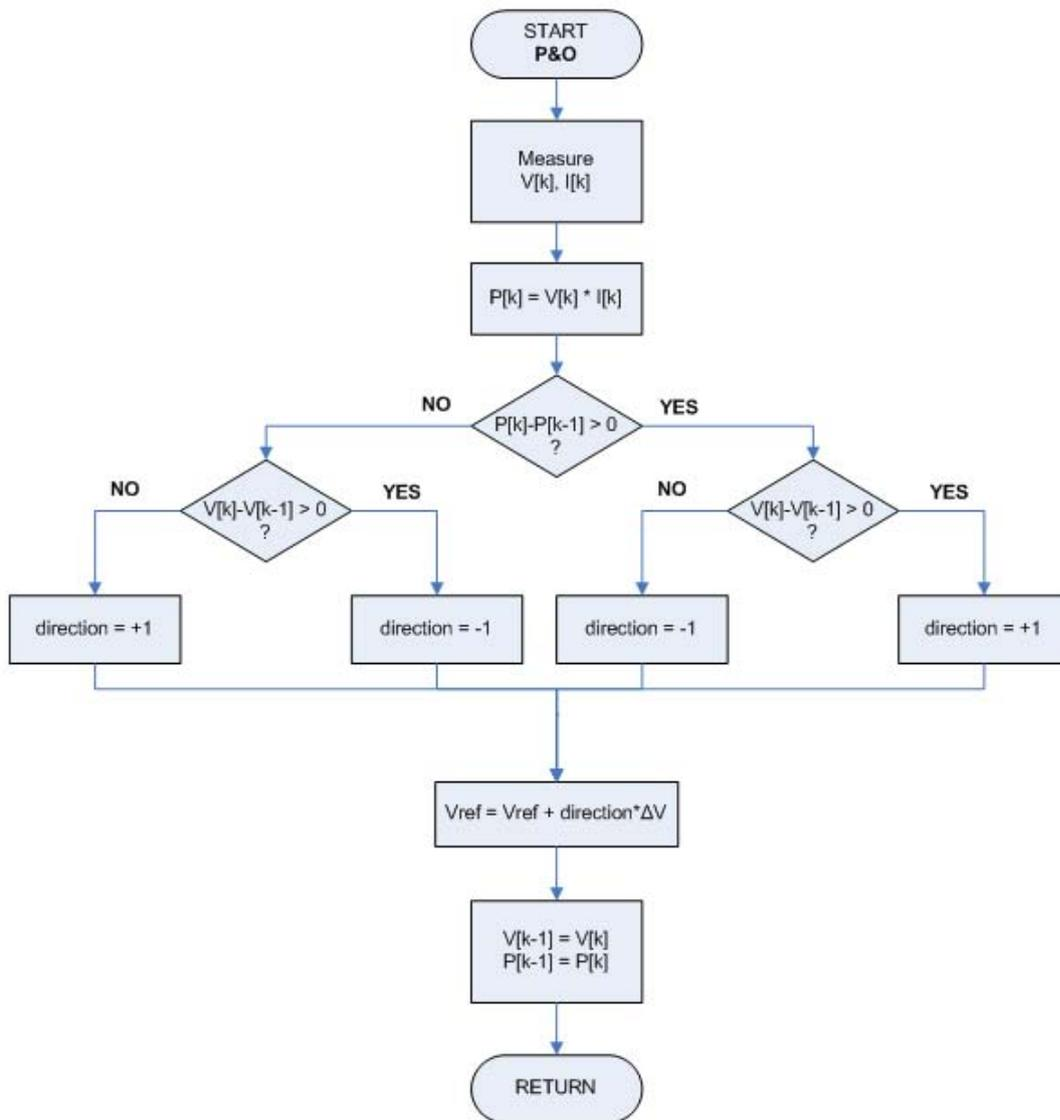 START
P&O
Measure
V[k], I[k]
P[k] = V[k] * I[k]
NO
YES
P[k]-P[k-1] > 0
?
NO
YES
V[k]-V[k-1] > 0
?
NO
YES
V[k]-V[k-1] > 0
?
direction = +1
direction = -1
direction = -1
direction = +1
Vref = Vref + direction*ΔV
V[k-1] = V[k]
P[k-1] = P[k]
RETURN